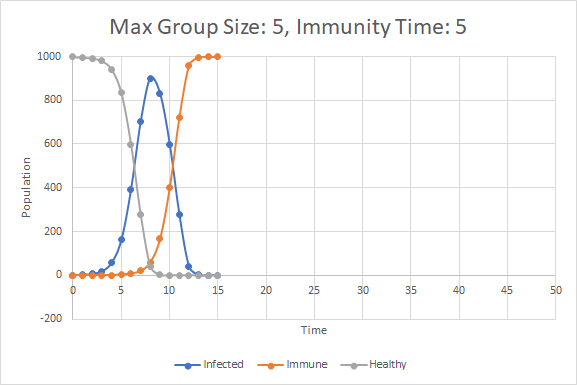 Max Group Size: 5, Immunity Time: 5
1000
800
600
400
200
0
-200
Population
0 5 10 15 20 25 30 35 40 45 50
Time
Infected Immune Healthy